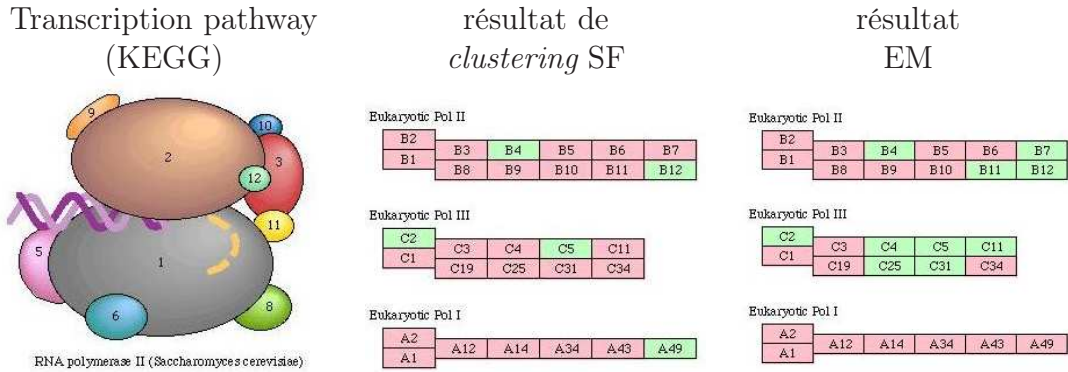 Transcription pathway
(KEGG)
résultat de
clustering SF
résultat
EM
9
10
2
3
12
11
5
1
6
8
RNA polymerase II (Saccharomyces cerevisiae)
Eukaryotic Pol II
B2
B1
B3 B4 B5 B6 B7
B8 B9 B10 B11 B12
Eukaryotic Pol III
C2
C1
C3 C4 C5 C11
C19 C25 C31 C34
Eukaryotic Pol I
A2
A1
A12 A14 A34 A43 A49
Eukaryotic Pol II
B2
B1
B3 B4 B5 B6 B7
B8 B9 B10 B11 B12
Eukaryotic Pol III
C2
C1
C3 C4 C5 C11
C19 C25 C31 C34
Eukaryotic Pol I
A2
A1
A12 A14 A34 A43 A49